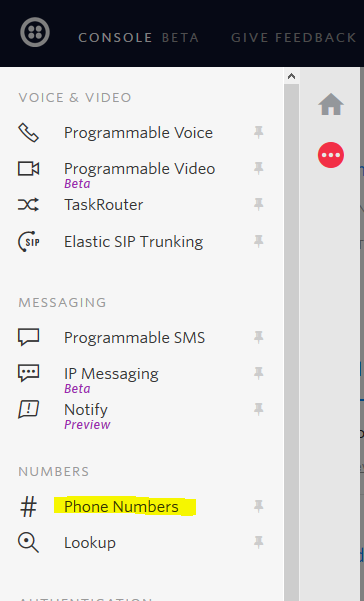 CONSOLE BETA GIVE FEEDBACK
VOICE & VIDEO
Programmable Voice
Programmable Video
Beta
TaskRouter
SIP Elastic SIP Trunking
MESSAGING
Programmable SMS
IP Messaging
Beta
Notify
Preview
NUMBERS
# Phone Numbers
Lookup
AUTHENTICATION